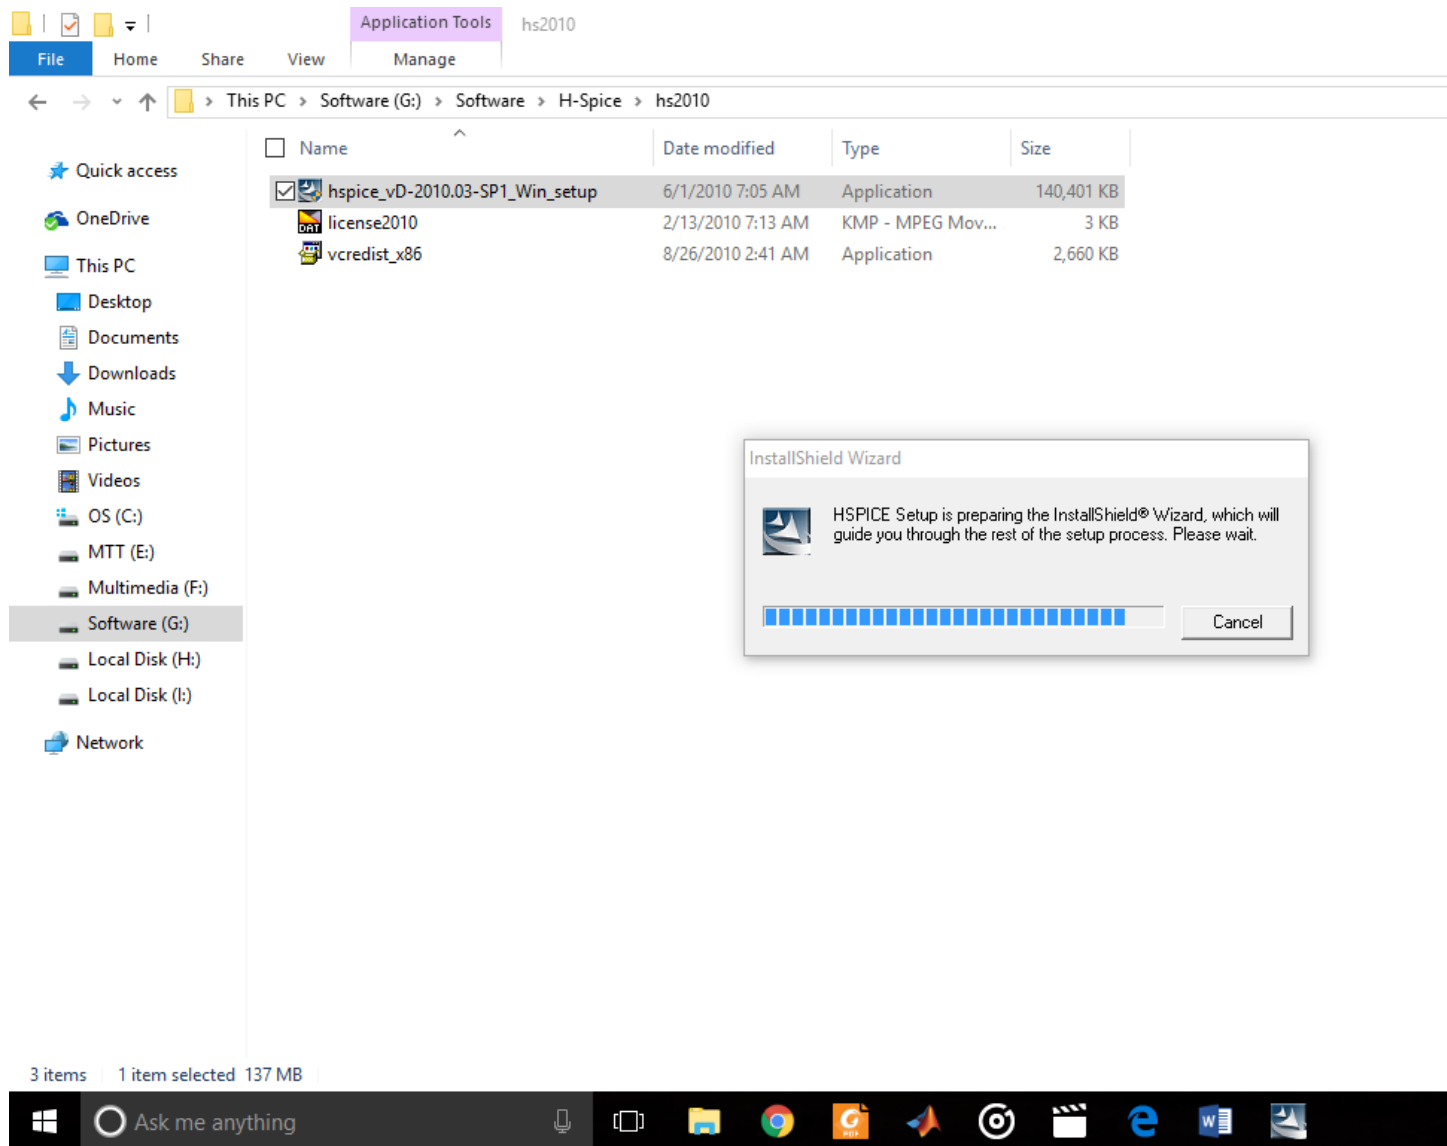 Application Tools hs2010
File Home Share View Manage
This PC > Software (G:) > Software > H-Spice > hs2010
Name Date modified Type Size
Quick access
OneDrive
This PC
Desktop
Documents
Downloads
Music
Pictures
Videos
OS (C:)
MTT (E:)
Multimedia (F:)
Software (G:)
Local Disk (H:)
Local Disk (I:)
Network
hspice_vD-2010.03-SP1_Win_setup 6/1/2010 7:05 AM Application 140,401 KB
DAT license2010 2/13/2010 7:13 AM KMP - MPEG Mov... 3 KB
vcredist_x86 8/26/2010 2:41 AM Application 2,660 KB
InstallShield Wizard
HSPICE Setup is preparing the InstallShield® Wizard, which will
guide you through the rest of the setup process. Please wait.
Cancel
3 items 1 item selected 137 MB
Ask me anything
G PDF
W